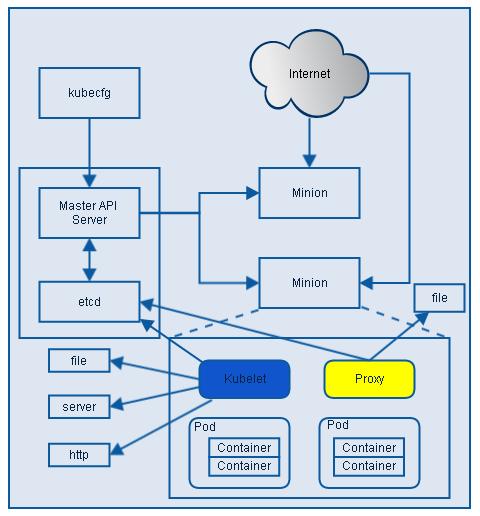 Internet
kubecfg
Master API
Server
Minion
Minion
etcd
file
file
Kubelet
Proxy
server
http
Pod
Container
Container
Pod
Container
Container